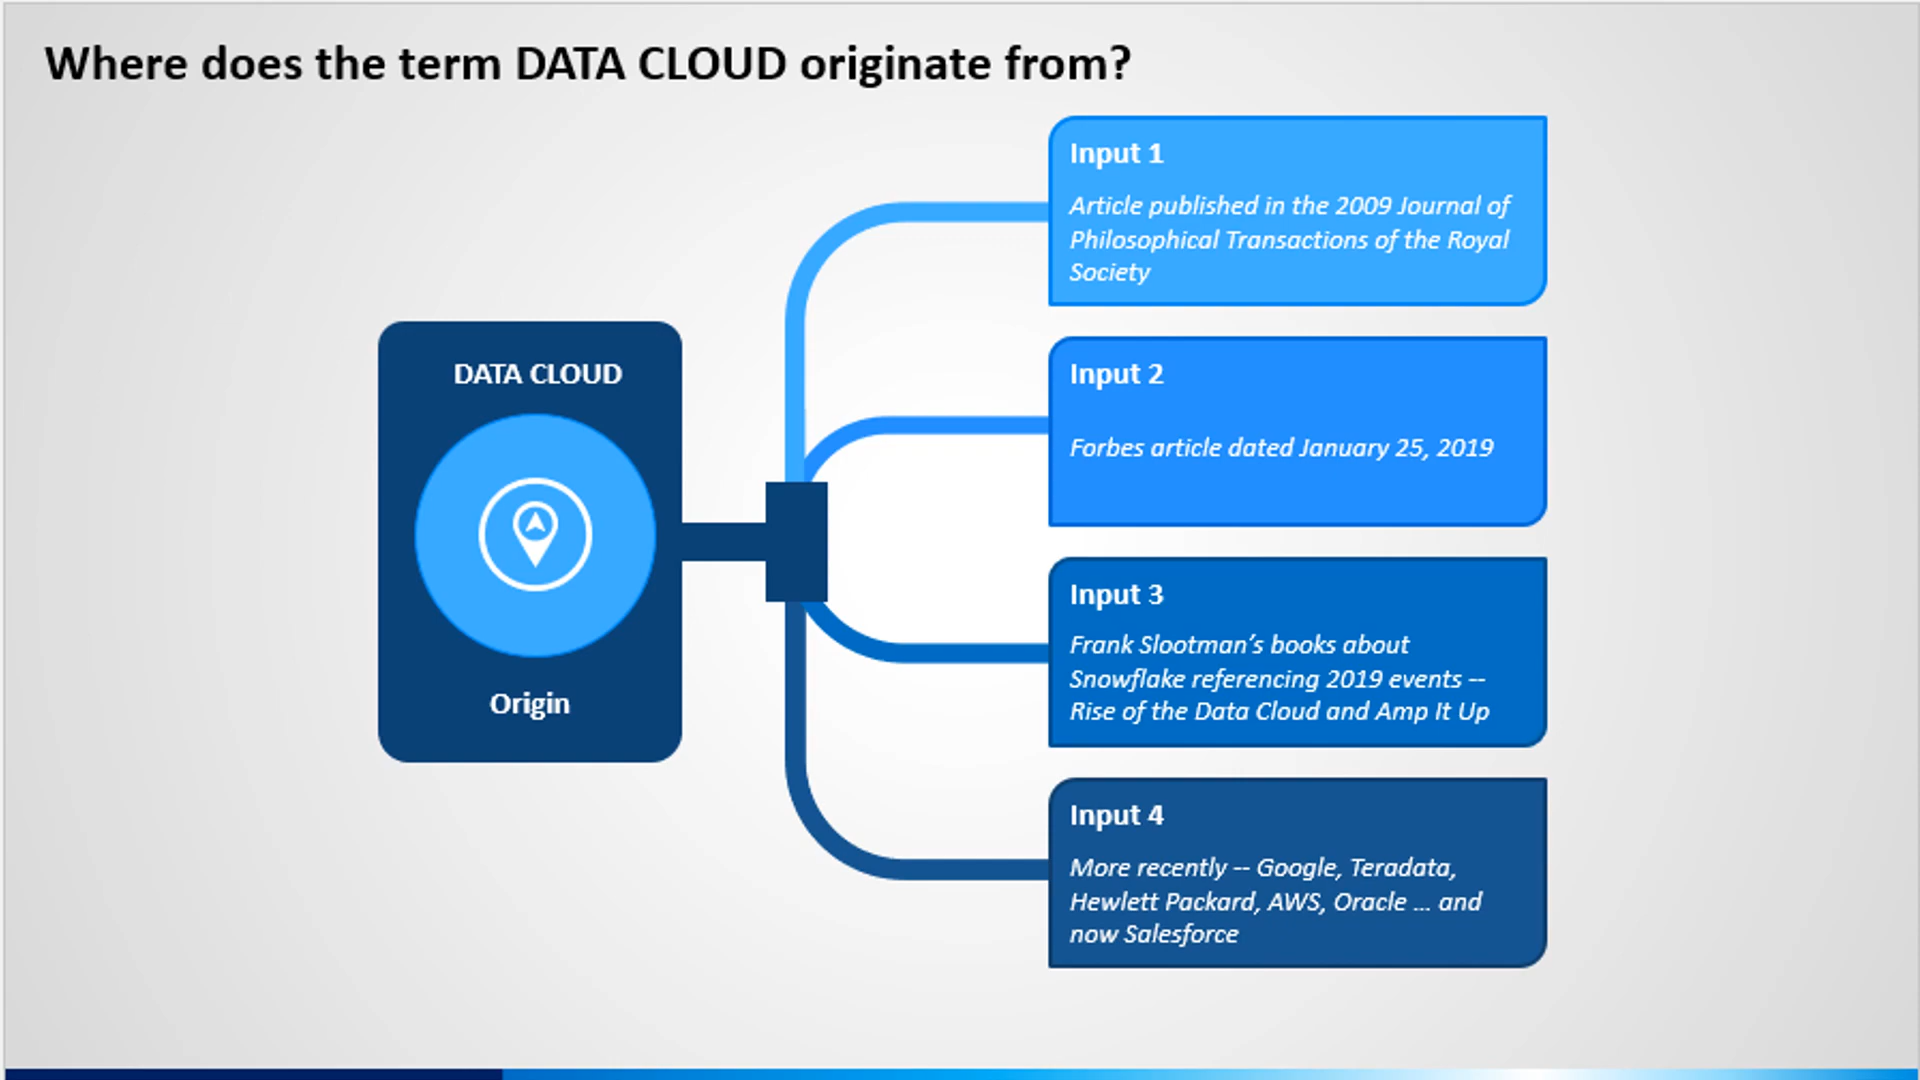 Where does the term DATA CLOUD originate from?
DATA CLOUD
Origin
Input 1
Article published in the 2009 Journal of
Philosophical Transactions of the Royal
Society
Input 2
Forbes article dated January 25, 2019
Input 3
Frank Slootman’s books about
Snowflake referencing 2019 events --
Rise of the Data Cloud and Amp It Up
Input 4
More recently -- Google, Teradata,
Hewlett Packard, AWS, Oracle … and
now Salesforce